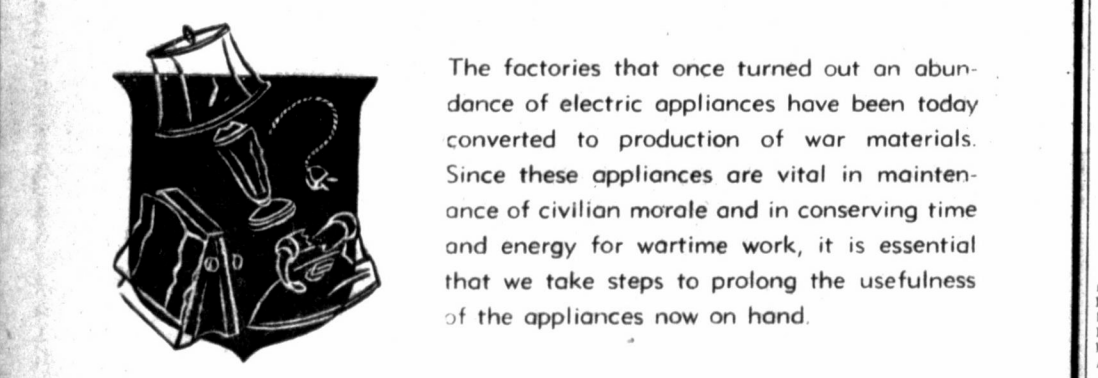 The factories that once turned out an abun-
dance of electric appliances have been today
converted to production of war materials.
Since these appliances are vital in mainten-
ance of civilian morale and in conserving time
and energy for wartime work, it is essential
that we take steps to prolong the usefulness
of the appliances now on hand.